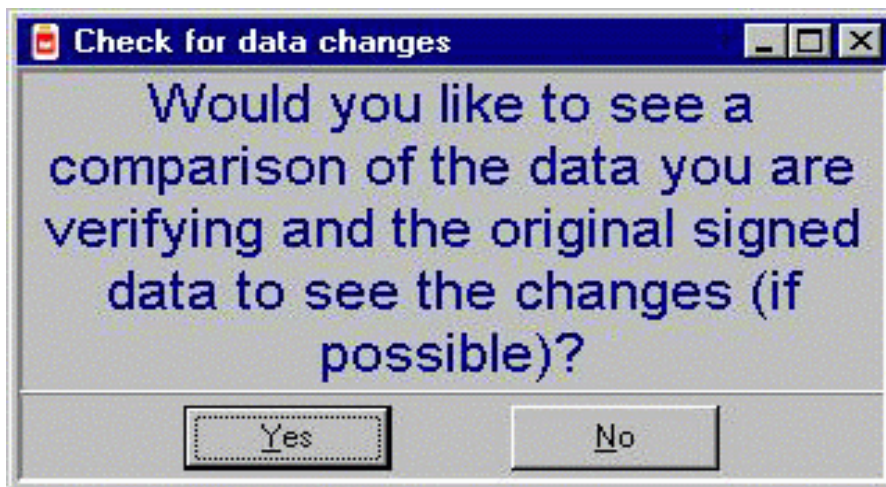 Check for data changes
Would you like to see a
comparison of the data you are
verifying and the original signed
data to see the changes (if
possible)?
Yes No